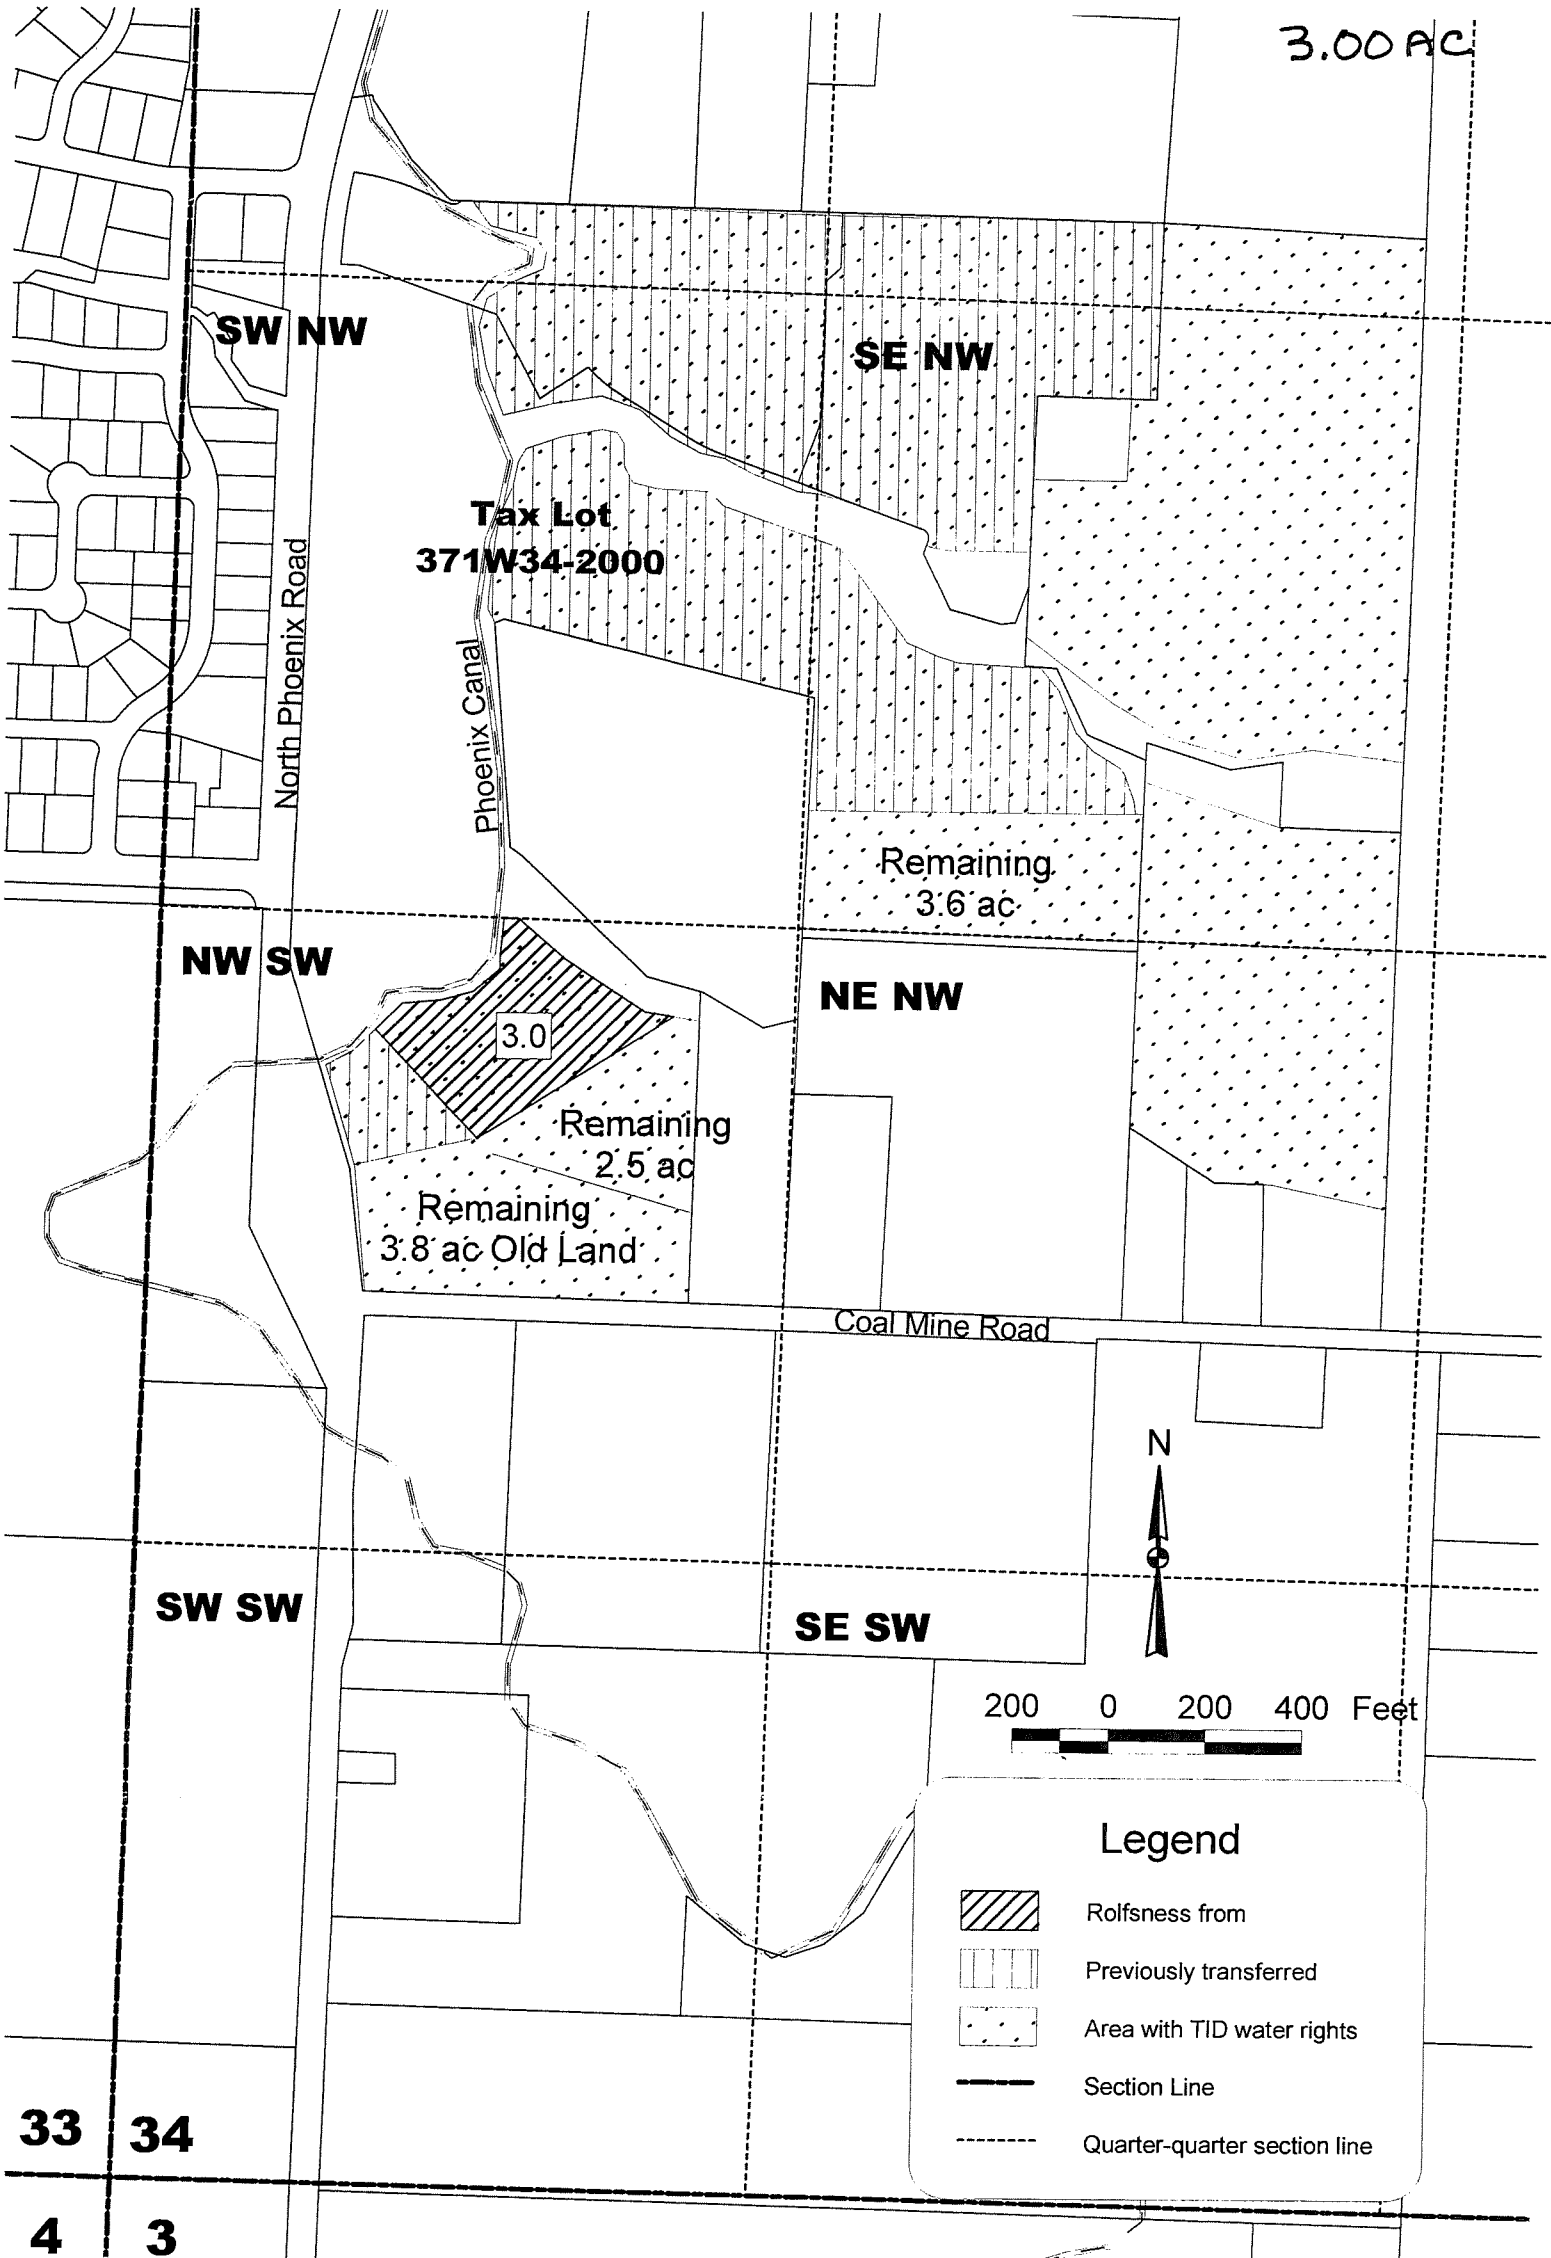 3.00 AC
SW NW
SE NW
Tax Lot
371W34-2000
North Phoenix Road
Phoenix Canal
Remaining
3.6 ac
NW SW
NE NW
3.0
Remaining
2.5 ac
Remaining
3.8 ac Old Land
Coal Mine Road
N
SW SW
SE SW
200 0 200 400 Feet
Legend
Rolfsness from
Previously transferred
Area with TID water rights
Section Line
Quarter-quarter section line
33 34
4 3